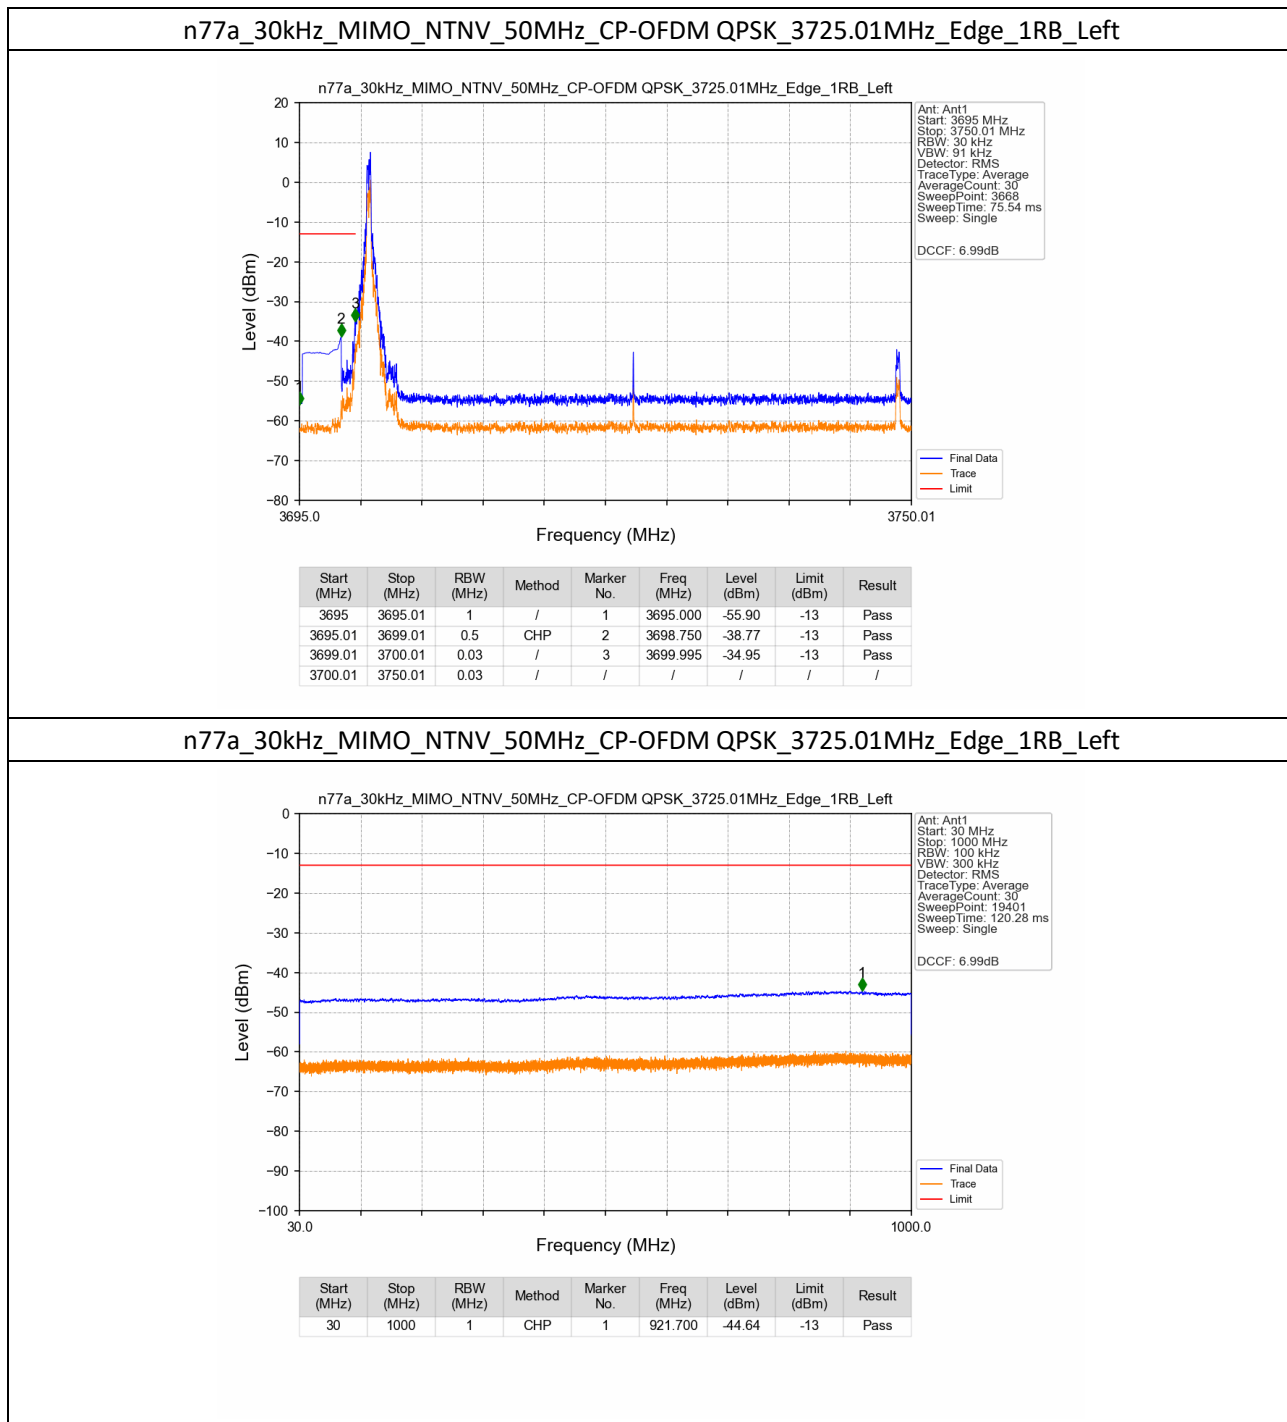 n77a_30kHz_MIMO_NTNV_50MHz_CP-OFDM QPSK_3725.01MHz_Edge_1RB_Left
n77a_30kHz_MIMO_NTNV_50MHz_CP-OFDM QPSK_3725.01MHz_Edge_1RB_Left
Ant: Ant1
Start: 3695 MHz
Stop: 3750.01 MHz
RBW: 30 kHz
VBW: 91 kHz
Detector: RMS
TraceType: Average
AverageCount: 30
SweepPoint: 3668
SweepTime: 75.54 ms
Sweep: Single
DCCF: 6.99dB
20
10
0
−10
−20
−30
−40
−50
−60
−70
−80
Level (dBm)
2
3
3695.0
3750.01
Frequency (MHz)
Final Data
Trace
Limit
Start (MHz) Stop (MHz) RBW (MHz) Method Marker No. Freq (MHz) Level (dBm) Limit (dBm) Result
3695 3695.01 1 / 1 3695.000 -55.90 -13 Pass
3695.01 3699.01 0.5 CHP 2 3698.750 -38.77 -13 Pass
3699.01 3700.01 0.03 / 3 3699.995 -34.95 -13 Pass
3700.01 3750.01 0.03 / / / / / /
n77a_30kHz_MIMO_NTNV_50MHz_CP-OFDM QPSK_3725.01MHz_Edge_1RB_Left
n77a_30kHz_MIMO_NTNV_50MHz_CP-OFDM QPSK_3725.01MHz_Edge_1RB_Left
Ant: Ant1
Start: 30 MHz
Stop: 1000 MHz
RBW: 100 kHz
VBW: 300 kHz
Detector: RMS
TraceType: Average
AverageCount: 30
SweepPoint: 19401
SweepTime: 120.28 ms
Sweep: Single
DCCF: 6.99dB
0
−10
−20
−30
−40
−50
−60
−70
−80
−90
−100
Level (dBm)
1
30.0
1000.0
Frequency (MHz)
Final Data
Trace
Limit
Start (MHz) Stop (MHz) RBW (MHz) Method Marker No. Freq (MHz) Level (dBm) Limit (dBm) Result
30 1000 1 CHP 1 921.700 -44.64 -13 Pass